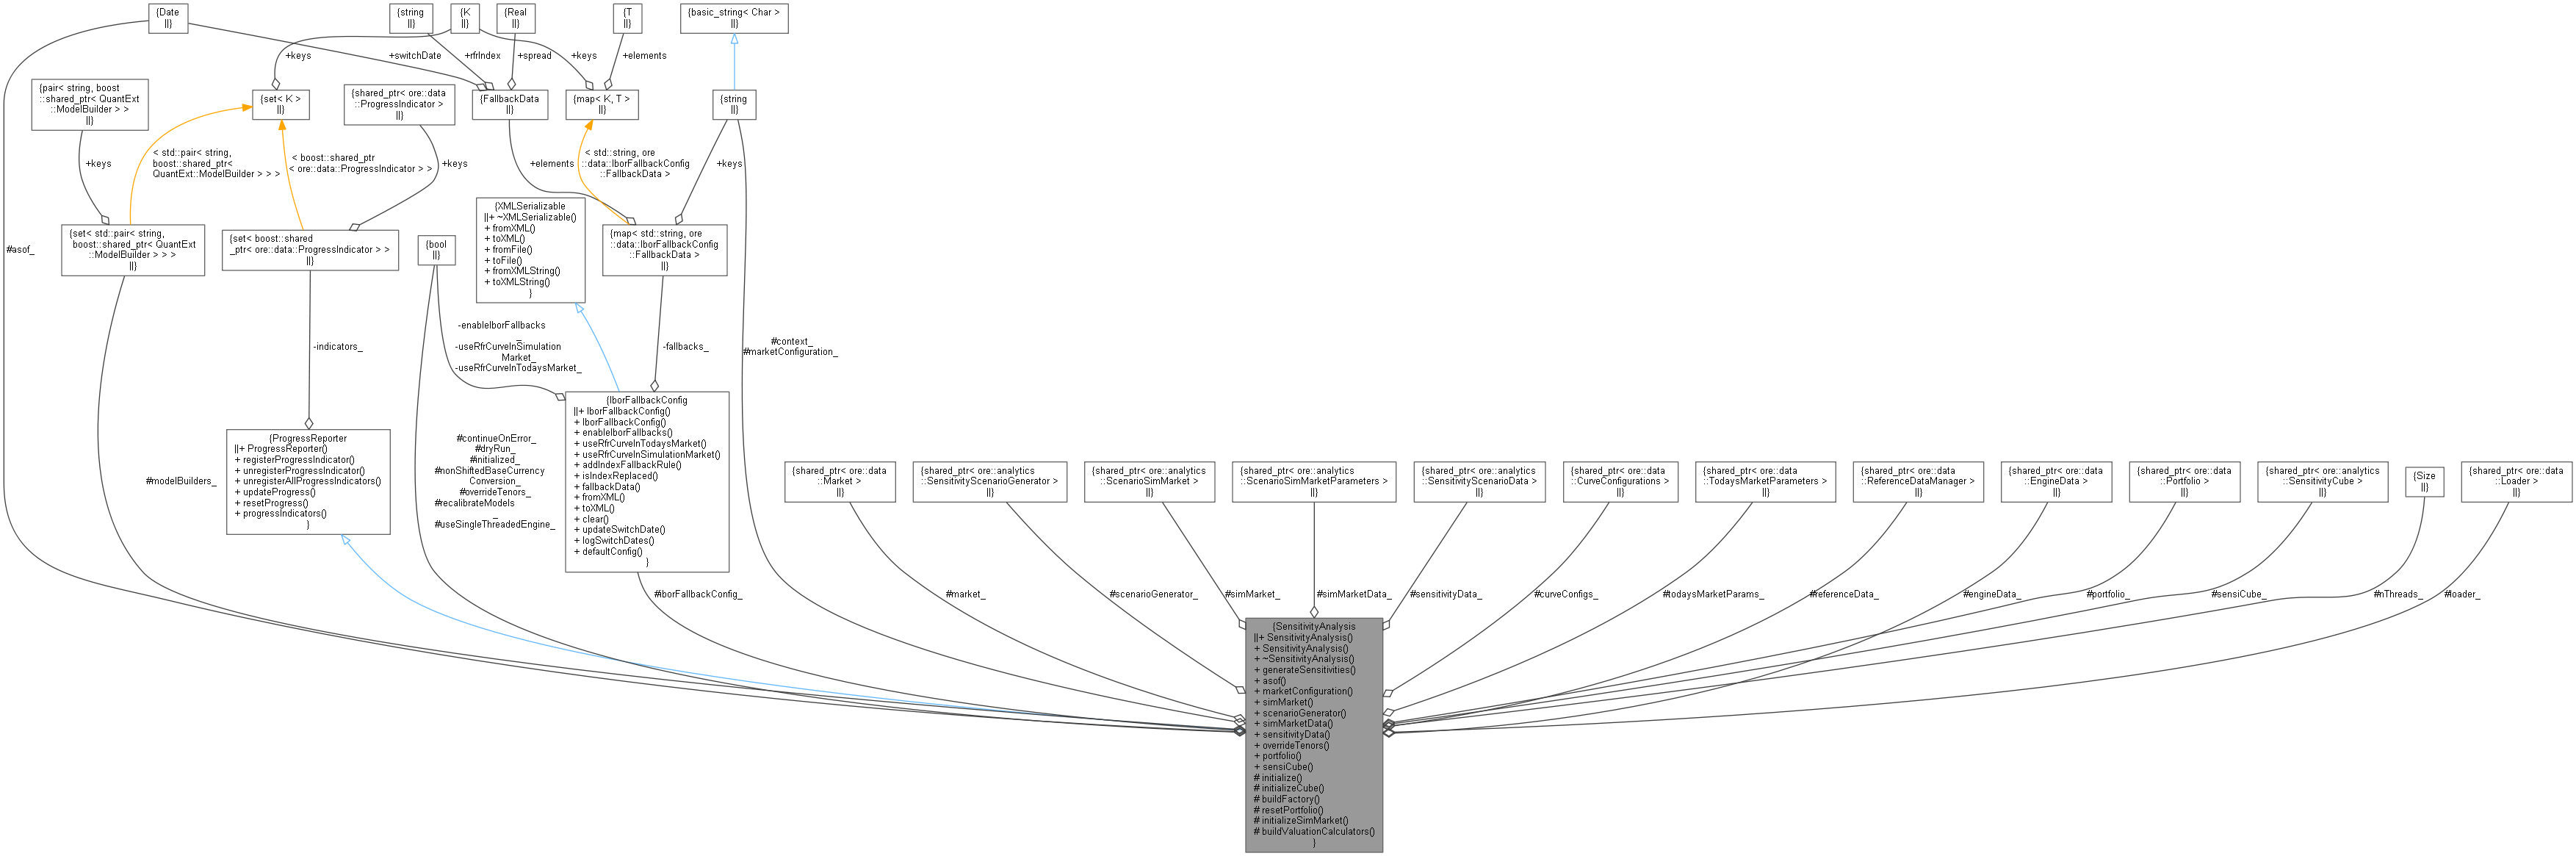 {Date
||}
{string
||}
{K
||}
{Real
||}
{T
||}
{basic_string< Char >
||}
+switchDate
+rfrIndex
+spread
+keys
+keys
+elements
{pair< string, boost
::shared_ptr< QuantExt
::ModelBuilder > >
||}
{set< K >
||}
{shared_ptr< ore::data
::ProgressIndicator >
||}
{FallbackData
||}
{map< K, T >
||}
{string
||}
+keys
< std::pair< string,
boost::shared_ptr<
QuantExt::ModelBuilder > > >
< boost::shared_ptr
< ore::data::ProgressIndicator > >
+keys
+elements
< std::string, ore
::data::IborFallbackConfig
::FallbackData >
+keys
#asof_
{set< std::pair< string,
boost::shared_ptr< QuantExt
::ModelBuilder > > >
||}
{set< boost::shared
_ptr< ore::data::ProgressIndicator > >
||}
{bool
||}
{XMLSerializable
||+ ~XMLSerializable()
+ fromXML()
+ toXML()
+ fromFile()
+ toFile()
+ fromXMLString()
+ toXMLString()
}
{map< std::string, ore
::data::IborFallbackConfig
::FallbackData >
||}
-indicators_
-enableIborFallbacks
_
-useRfrCurveInSimulation
Market_
-useRfrCurveInTodaysMarket_
-fallbacks_
#context_
#marketConfiguration_
{IborFallbackConfig
||+ IborFallbackConfig()
+ IborFallbackConfig()
+ enableIborFallbacks()
+ useRfrCurveInTodaysMarket()
+ useRfrCurveInSimulationMarket()
+ addIndexFallbackRule()
+ isIndexReplaced()
+ fallbackData()
+ fromXML()
+ toXML()
+ clear()
+ updateSwitchDate()
+ logSwitchDates()
+ defaultConfig()
}
#modelBuilders_
{ProgressReporter
||+ ProgressReporter()
+ registerProgressIndicator()
+ unregisterProgressIndicator()
+ unregisterAllProgressIndicators()
+ updateProgress()
+ resetProgress()
+ progressIndicators()
}
#continueOnError_
#dryRun_
#initialized_
#nonShiftedBaseCurrency
Conversion_
#overrideTenors_
#recalibrateModels
_
#useSingleThreadedEngine_
{shared_ptr< ore::data
::Market >
||}
{shared_ptr< ore::analytics
::SensitivityScenarioGenerator >
||}
{shared_ptr< ore::analytics
::ScenarioSimMarket >
||}
{shared_ptr< ore::analytics
::ScenarioSimMarketParameters >
||}
{shared_ptr< ore::analytics
::SensitivityScenarioData >
||}
{shared_ptr< ore::data
::CurveConfigurations >
||}
{shared_ptr< ore::data
::TodaysMarketParameters >
||}
{shared_ptr< ore::data
::ReferenceDataManager >
||}
{shared_ptr< ore::data
::EngineData >
||}
{shared_ptr< ore::data
::Portfolio >
||}
{shared_ptr< ore::analytics
::SensitivityCube >
||}
{Size
||}
{shared_ptr< ore::data
::Loader >
||}
#iborFallbackConfig_
#market_
#scenarioGenerator_
#simMarket_
#simMarketData_
#sensitivityData_
#curveConfigs_
#todaysMarketParams_
#referenceData_
#engineData_
#portfolio_
#sensiCube_
#nThreads_
#loader_
{SensitivityAnalysis
||+ SensitivityAnalysis()
+ SensitivityAnalysis()
+ ~SensitivityAnalysis()
+ generateSensitivities()
+ asof()
+ marketConfiguration()
+ simMarket()
+ scenarioGenerator()
+ simMarketData()
+ sensitivityData()
+ overrideTenors()
+ portfolio()
+ sensiCube()
# initialize()
# initializeCube()
# buildFactory()
# resetPortfolio()
# initializeSimMarket()
# buildValuationCalculators()
}